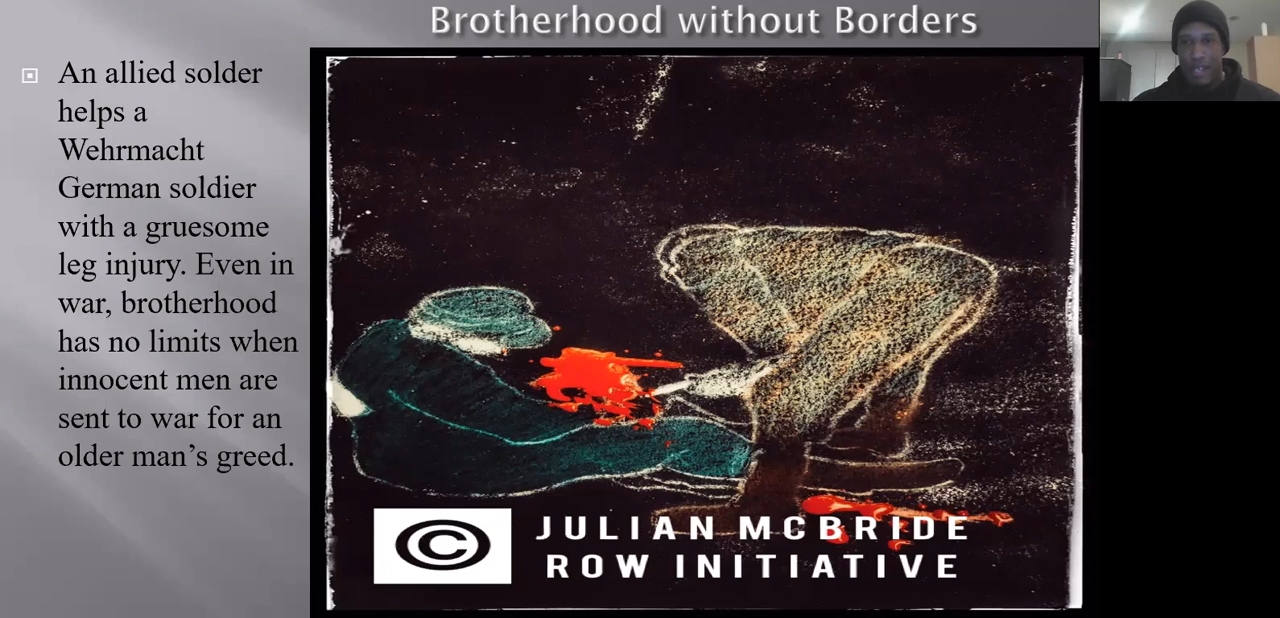 Brotherhood without Borders
An allied solder
helps a
Wehrmacht
German soldier
with a gruesome
leg injury. Even in
war, brotherhood
has no limits when
innocent men are
sent to war for an
older man’s greed.
©
JULIAN MCBRIDE
ROW INITIATIVE